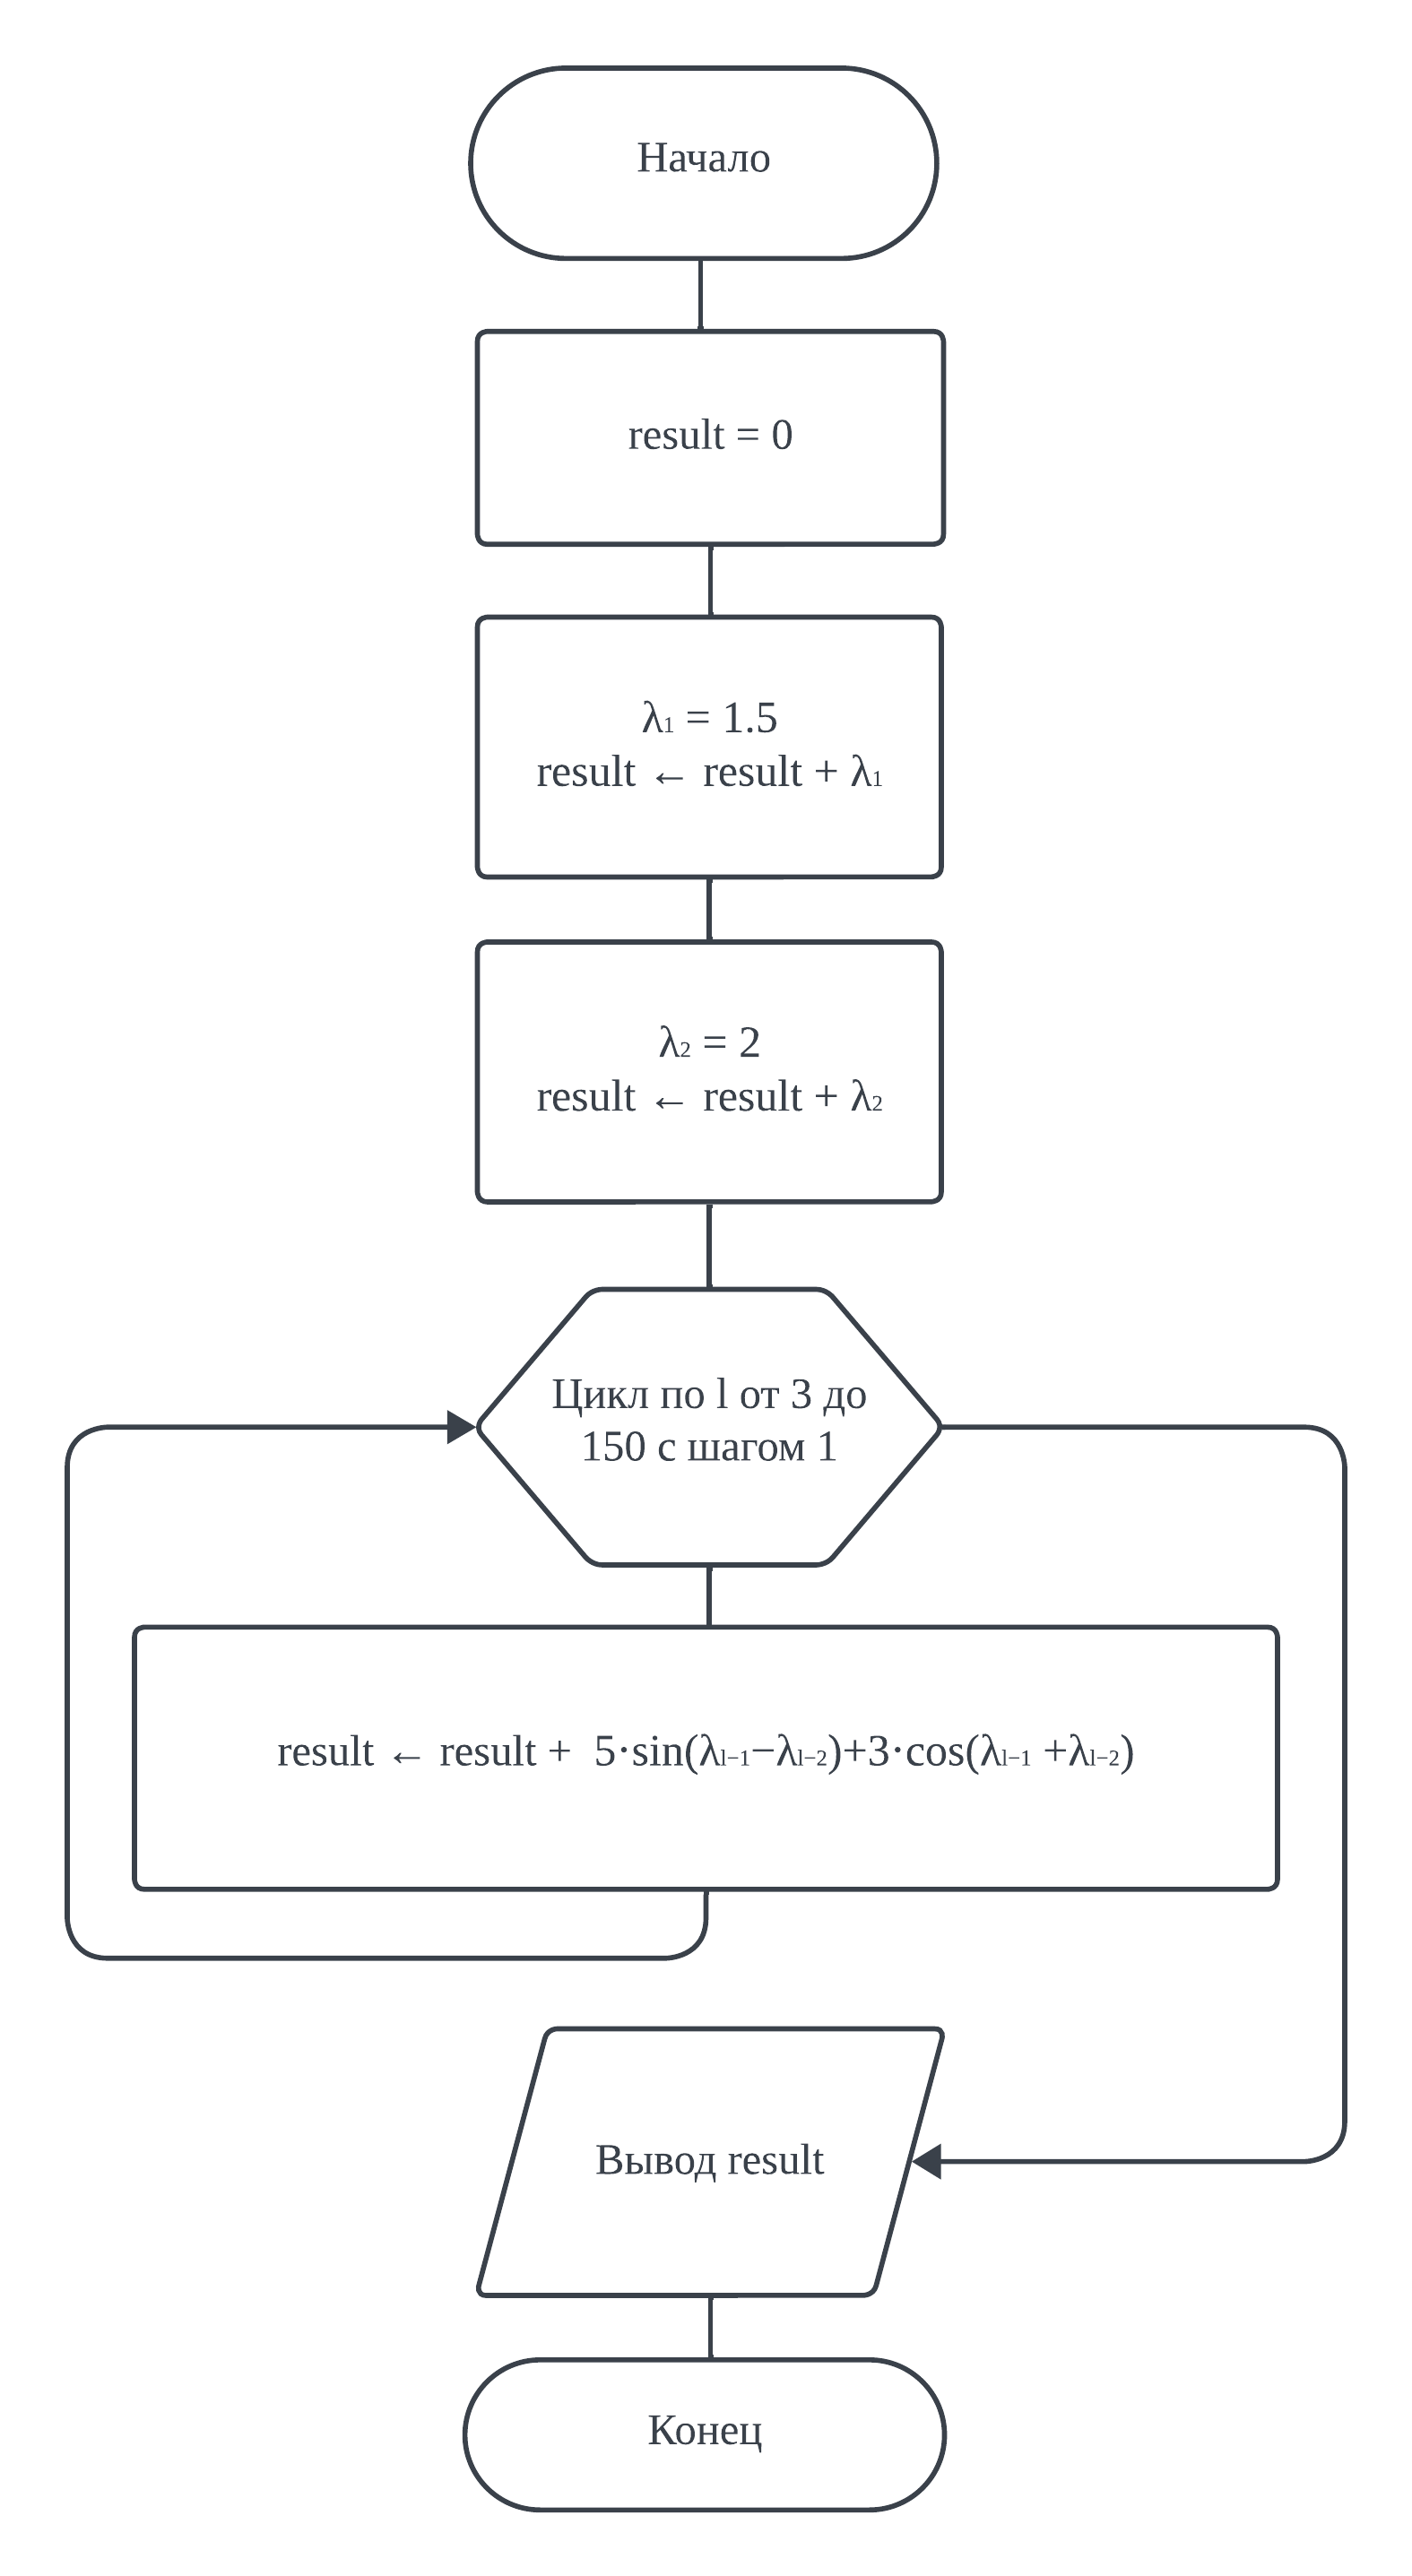 Начало
result = 0
λ₁ = 1.5
result ← result + λ₁
λ₂ = 2
result ← result + λ₂
Цикл по l от 3 до
150 с шагом 1
result ← result + 5·sin(λₗ₋₁−λₗ₋₂)+3·cos(λₗ₋₁ +λₗ₋₂)
Вывод result
Конец